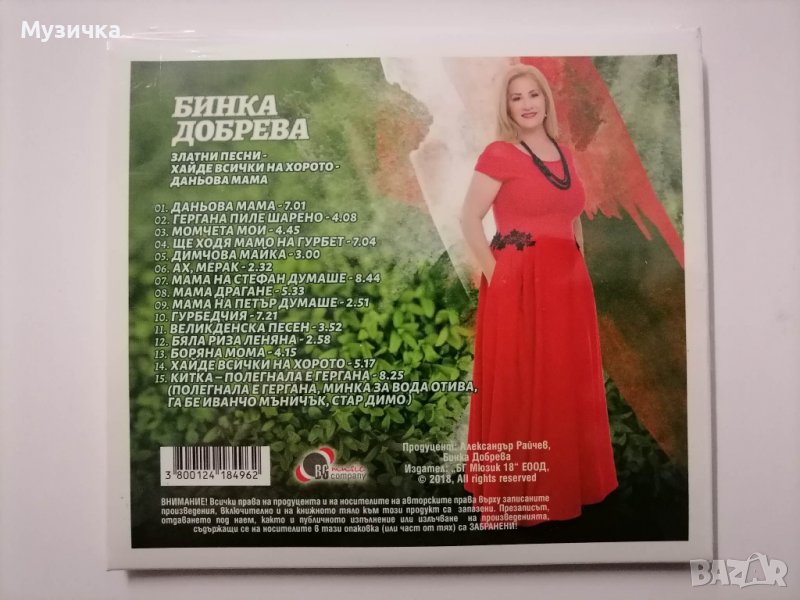 Музичка
БИНКА
ДОБРЕВА
ЗЛАТНИ ПЕСНИ -
ХАЙДЕ ВСИЧКИ НА ХОРОТО -
ДАНЬОВА МАМА
01. ДАНЬОВА МАМА - 7.01
02. ГЕРГАНА ПИЛЕ ШАРЕНО - 4.08
03. МОМЧЕТА МОИ - 4.45
04. ЩЕ ХОДЯ МАМО НА ГУРБЕТ - 7.04
05. ДИМЧОВА МАЙКА - 3.00
06. АХ, МЕРАК - 2.32
07. МАМА НА СТЕФАН ДУМАШЕ - 8.44
08. МАМА ДРАГАНЕ - 5.33
09. МАМА НА ПЕТЪР ДУМАШЕ - 2.51
10. ГУРБЕДЧИЯ - 7.21
11. ВЕЛИКДЕНСКА ПЕСЕН - 3.52
12. БЯЛА РИЗА ЛЕНЯНА - 2.58
13. БОРЯНА МОМА - 4.15
14. ХАЙДЕ ВСИЧКИ НА ХОРОТО - 5.17
15. КИТКА – ПОЛЕГНАЛА Е ГЕРГАНА - 8.25
(ПОЛЕГНАЛА Е ГЕРГАНА, МИНКА ЗА ВОДА ОТИВА,
ГА БЕ ИВАНЧО МЪНИЧЪК, СТАР ДИМО)
3 800124 184962
BG music company
Продуцент: Александър Райчев,
Бинка Добрева
Издател: „БГ Мюзик 18" ЕООД,
© 2018, All rights reserved
ВНИМАНИЕ! Всички права на продуцента и на носителите на авторските права върху записаните
произведения, включително и на книжното тяло към този продукт са запазени. Презаписът,
отдаването под наем, както и публичното изпълнение или излъчване на произведенията,
съдържащи се на носителите в тази опаковка (или част от тях) са ЗАБРАНЕНИ!
BAZAR